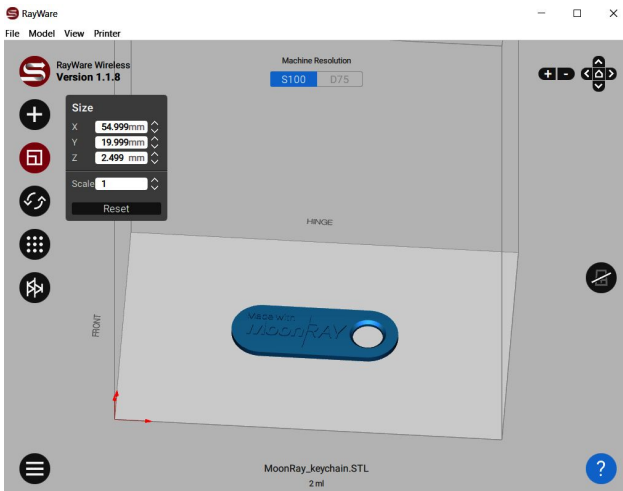 RayWare
File Model View Printer
RayWare Wireless
Version 1.1.8
Machine Resolution
S100 D75
Size
X 54.999mm
Y 19.999mm
Z 2.499 mm
Scale 1
Reset
HINGE
FRONT
Made with
MoonRAY
MoonRay_keychain.STL
2 ml
?